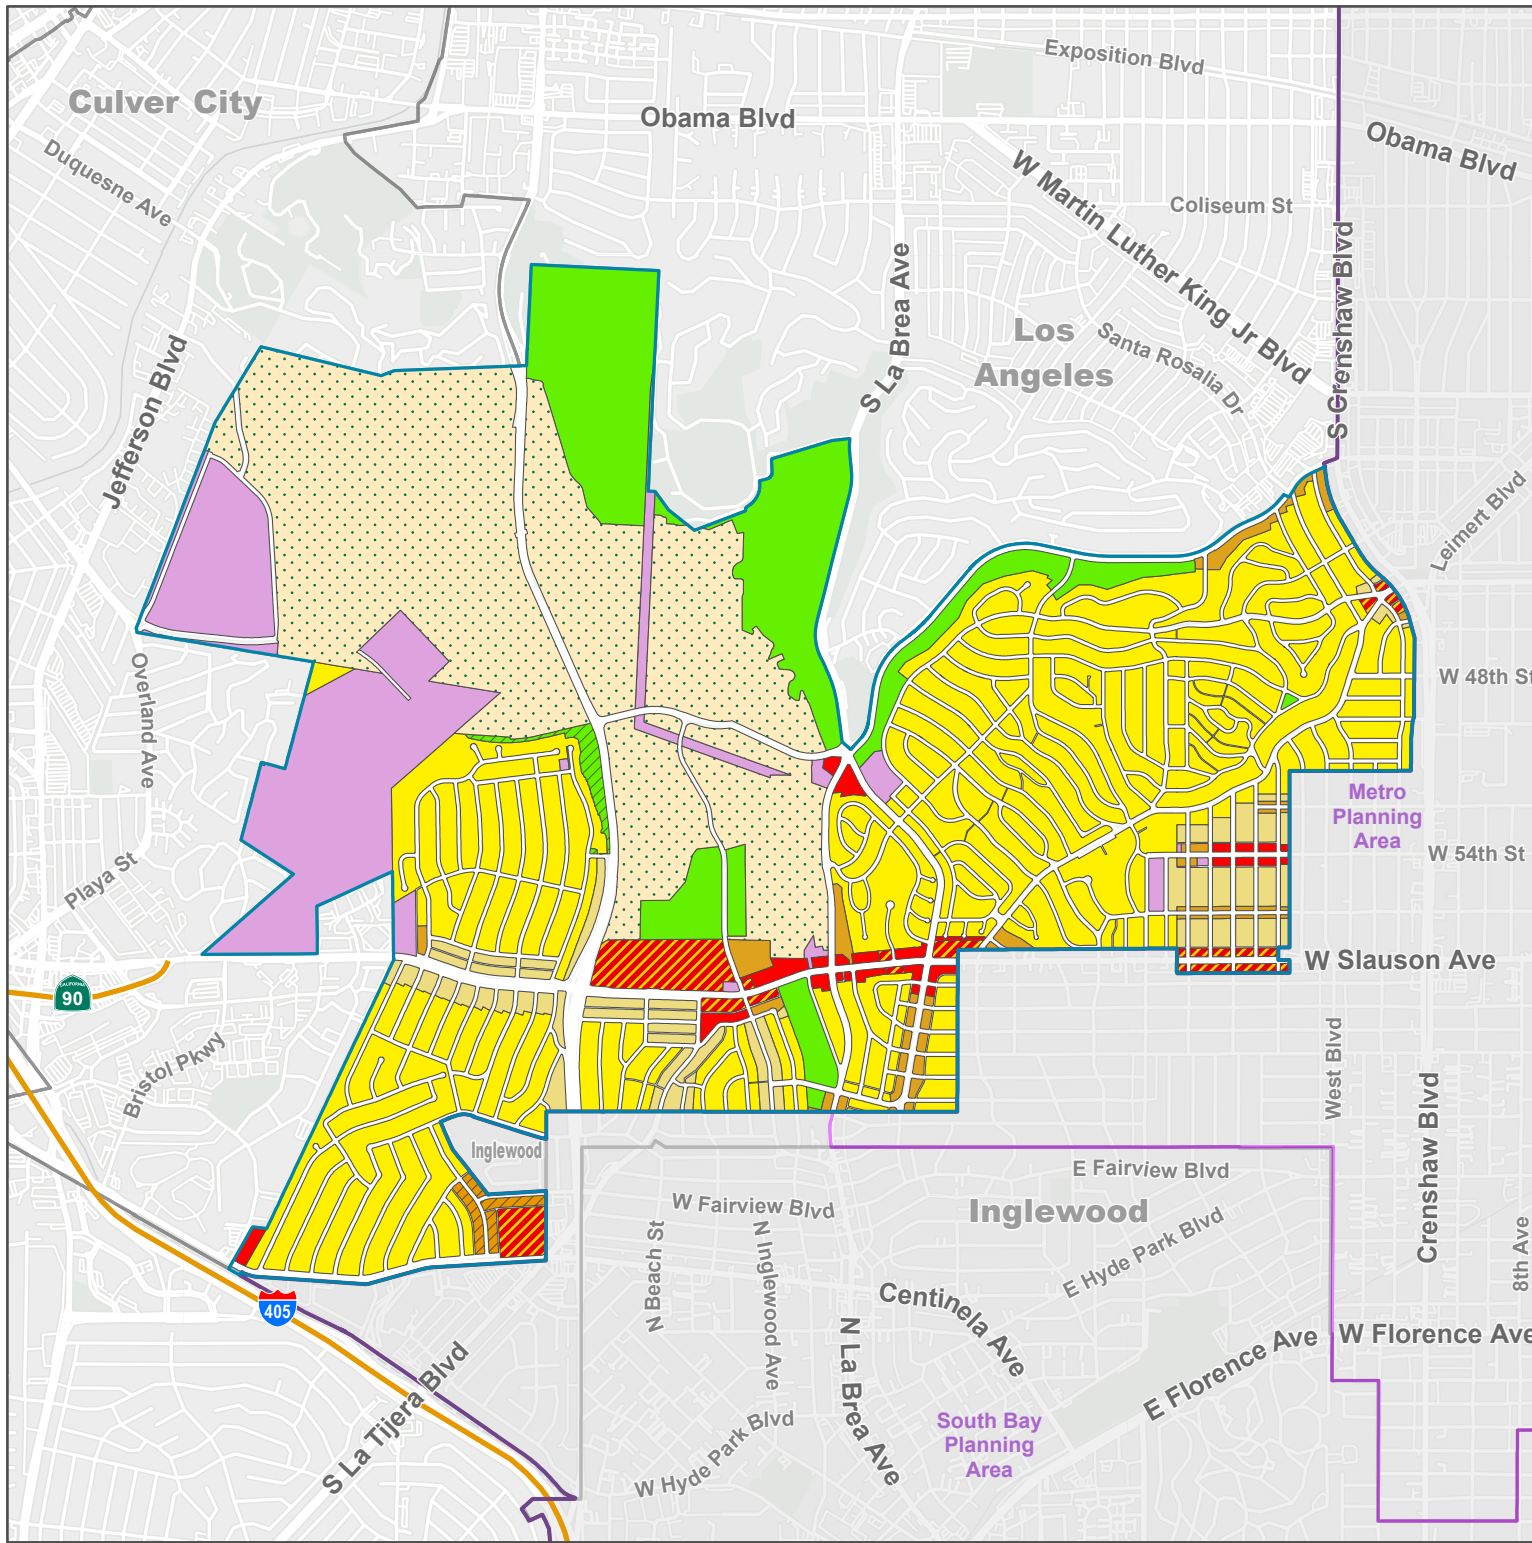 Exposition Blvd
Culver City
Obama Blvd
Obama Blvd
Duquesne Ave
W Martin Luther King Jr Blvd
Coliseum St
S Crenshaw Blvd
S La Brea Ave
Los
Angeles
Santa Rosalia Dr
Jefferson Blvd
Leimert Blvd
Overland Ave
W 48th St
Metro
Planning
Area
W 54th St
Playa St
W Slauson Ave
CALIFORNIA
90
Bristol Pkwy
West Blvd
Crenshaw Blvd
Inglewood
E Fairview Blvd
W Fairview Blvd
Inglewood
N Beach St
N Inglewood Ave
E Hyde Park Blvd
8th Ave
405
Centinela Ave
N La Brea Ave
E Florence Ave
W Florence Ave
S La Tijera Blvd
South Bay
Planning
Area
W Hyde Park Blvd